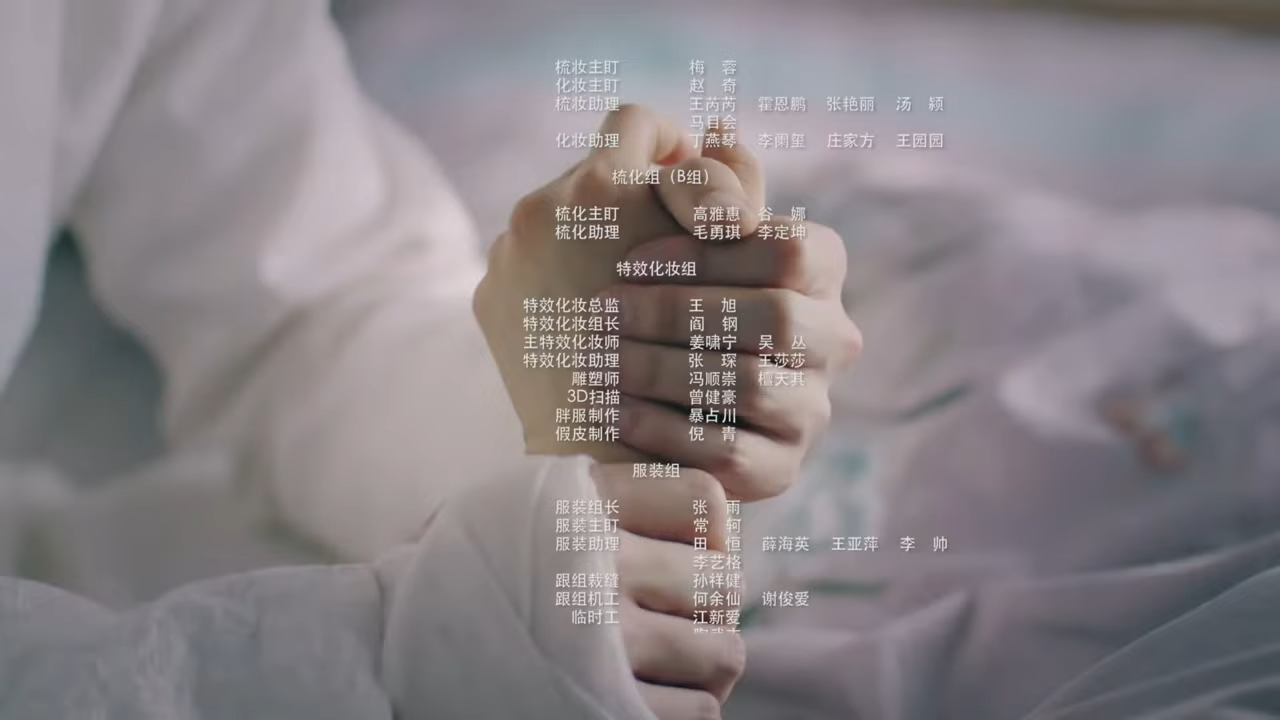 梳妆主盯 梅 蓉
化妆主盯 赵 奇
梳妆助理 王芮芮 霍恩鹏 张艳丽 汤 颖
马目会
化妆助理 丁燕琴 李阑玺 庄家方 王园园
梳化组（B组）
梳化主盯 高雅惠 谷 娜
梳化助理 毛勇琪 李定坤
特效化妆组
特效化妆总监 王 旭
特效化妆组长 阎 钢
主特效化妆师 姜啸宁 吴 丛
特效化妆助理 张 琛 王莎莎
雕塑师 冯顺崇 檀天其
3D扫描 曾健豪
胖服制作 暴占川
假皮制作 倪 青
服装组
服装组长 张 雨
服装主盯 常 轲
服装助理 田 恒 薛海英 王亚萍 李 帅
李艺格
跟组裁缝 孙祥健
跟组机工 何余仙 谢俊爱
临时工 江新爱